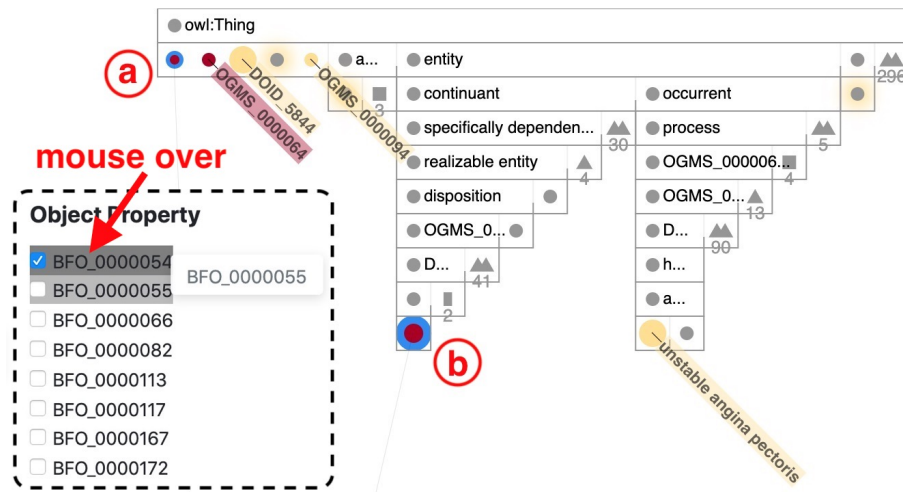 owl:Thing
a
a...
entity
296
OGMS_0000064
DOID_5844
OGMS_0000094
3
continuant
occurrent
specifically dependen...
30
process
5
mouse over
realizable entity
4
OGMS_000006...
4
Object Property
disposition
OGMS_0...
13
OGMS_0...
D...
90
BFO_0000054
BFO_0000055
D...
41
h...
BFO_0000055
2
a...
BFO_0000066
b
unstable angina pectoris
BFO_0000082
BFO_0000113
BFO_0000117
BFO_0000167
BFO_0000172